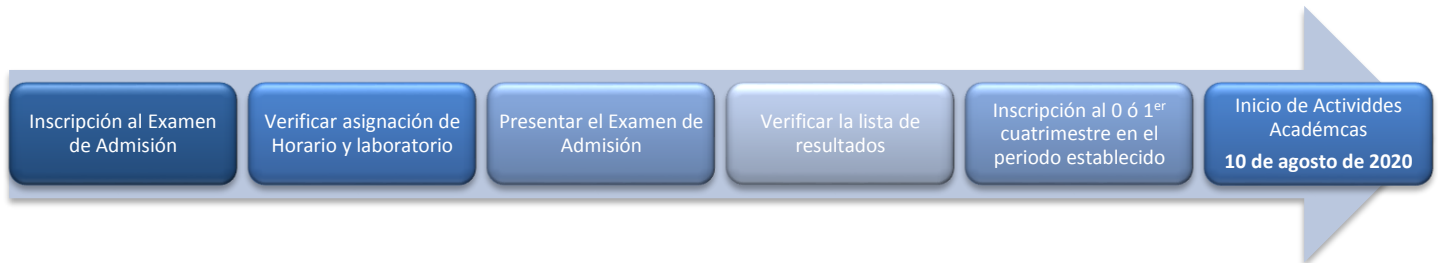 Inscripción al Examen
de Admisión
Verificar asignación de
Horario y laboratorio
Presentar el Examen de
Admisión
Verificar la lista de
resultados
Inscripción al 0 ó 1er
cuatrimestre en el
periodo establecido
Inicio de Actividdes
Académcas
10 de agosto de 2020